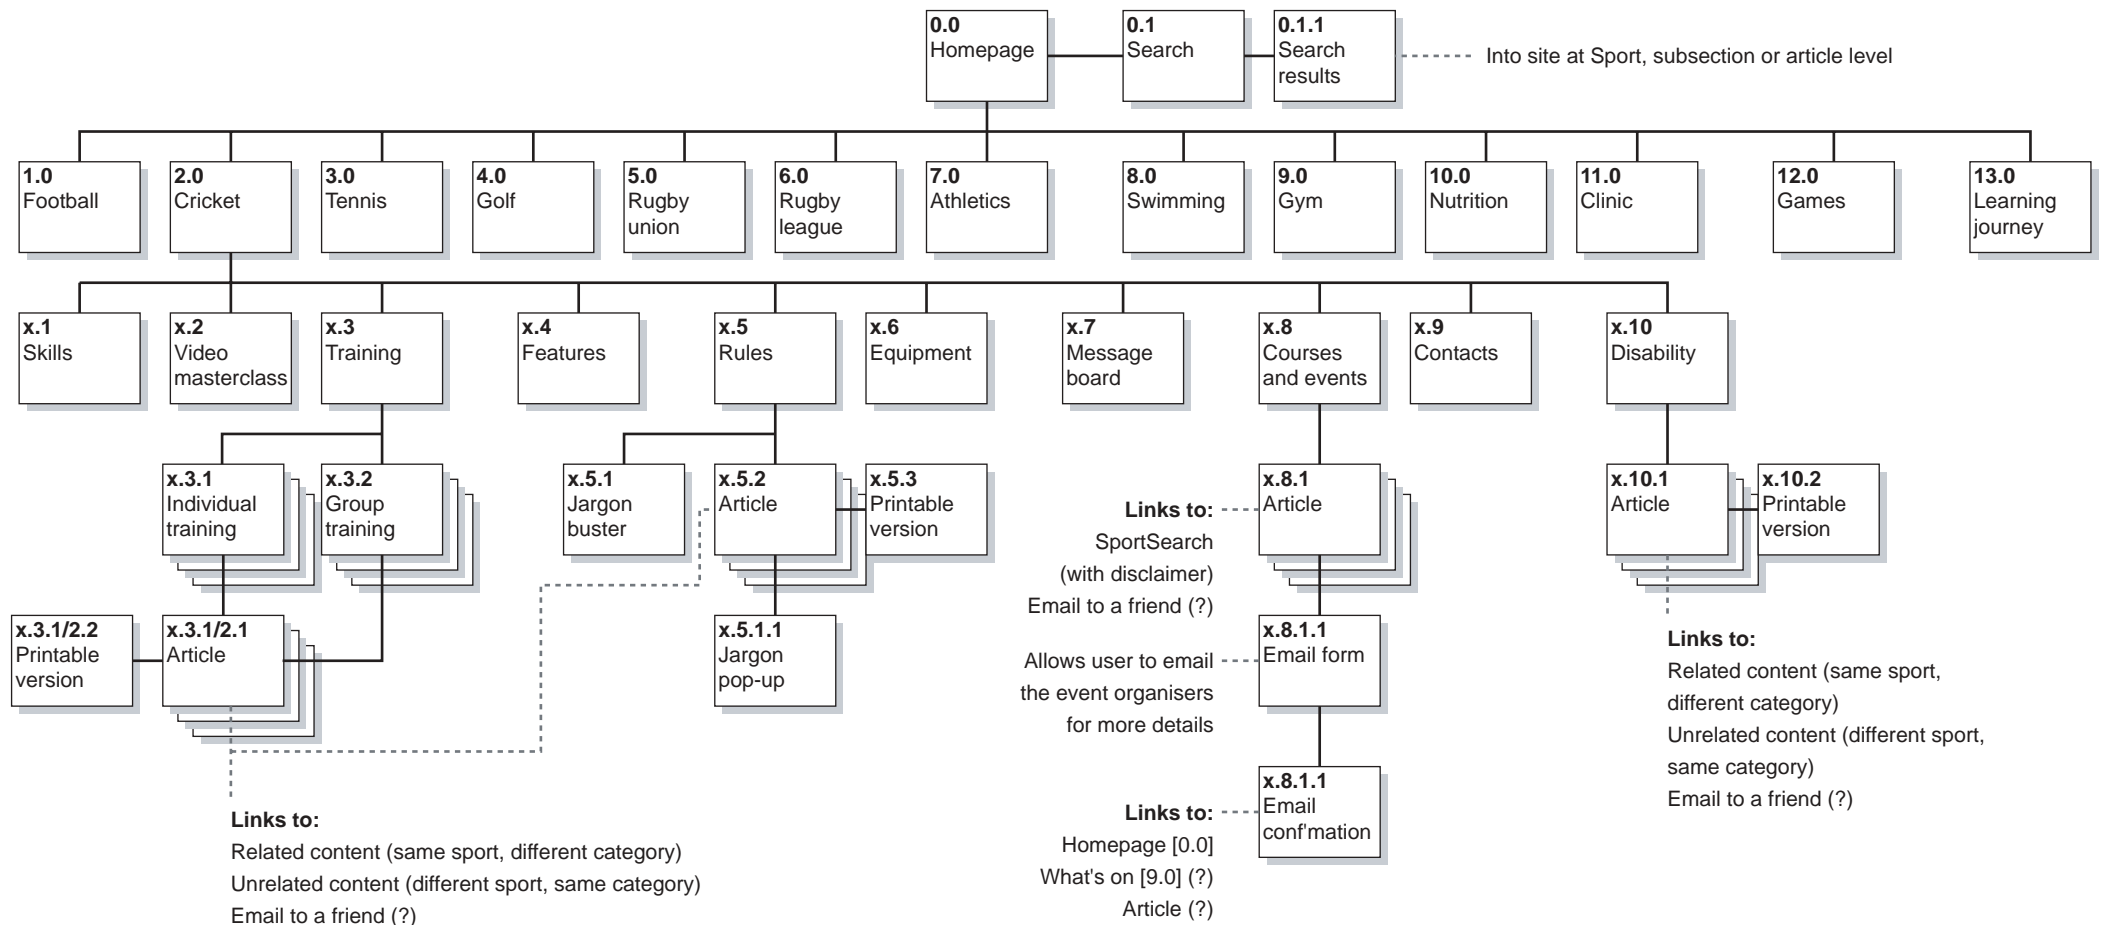 0.0
Homepage
0.1
Search
0.1.1
Search
results
Into site at Sport, subsection or article level
1.0
Football
2.0
Cricket
3.0
Tennis
4.0
Golf
5.0
Rugby
union
6.0
Rugby
league
7.0
Athletics
8.0
Swimming
9.0
Gym
10.0
Nutrition
11.0
Clinic
12.0
Games
13.0
Learning
journey
x.1
Skills
x.2
Video
masterclass
x.3
Training
x.4
Features
x.5
Rules
x.6
Equipment
x.7
Message
board
x.8
Courses
and events
x.9
Contacts
x.10
Disability
x.3.1
Individual
training
x.3.2
Group
training
x.5.1
Jargon
buster
x.5.2
Article
x.5.3
Printable
version
Links to:
SportSearch
(with disclaimer)
Email to a friend (?)
x.8.1
Article
x.10.1
Article
x.10.2
Printable
version
x.3.1/2.2
Printable
version
x.3.1/2.1
Article
x.5.1.1
Jargon
pop-up
Allows user to email
the event organisers
for more details
x.8.1.1
Email form
Links to:
Related content (same sport,
different category)
Unrelated content (different sport,
same category)
Email to a friend (?)
Links to:
Related content (same sport, different category)
Unrelated content (different sport, same category)
Email to a friend (?)
Links to:
Homepage [0.0]
What's on [9.0] (?)
Article (?)
x.8.1.1
Email
conf'mation